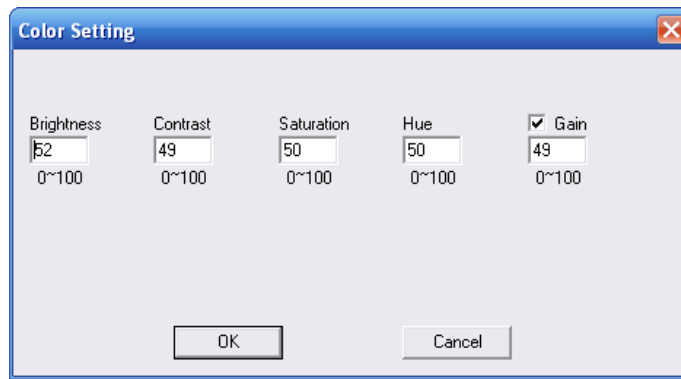 Color Setting
Brightness Contrast Saturation Hue Gain
52 49 50 50 49
0~100 0~100 0~100 0~100 0~100
OK Cancel